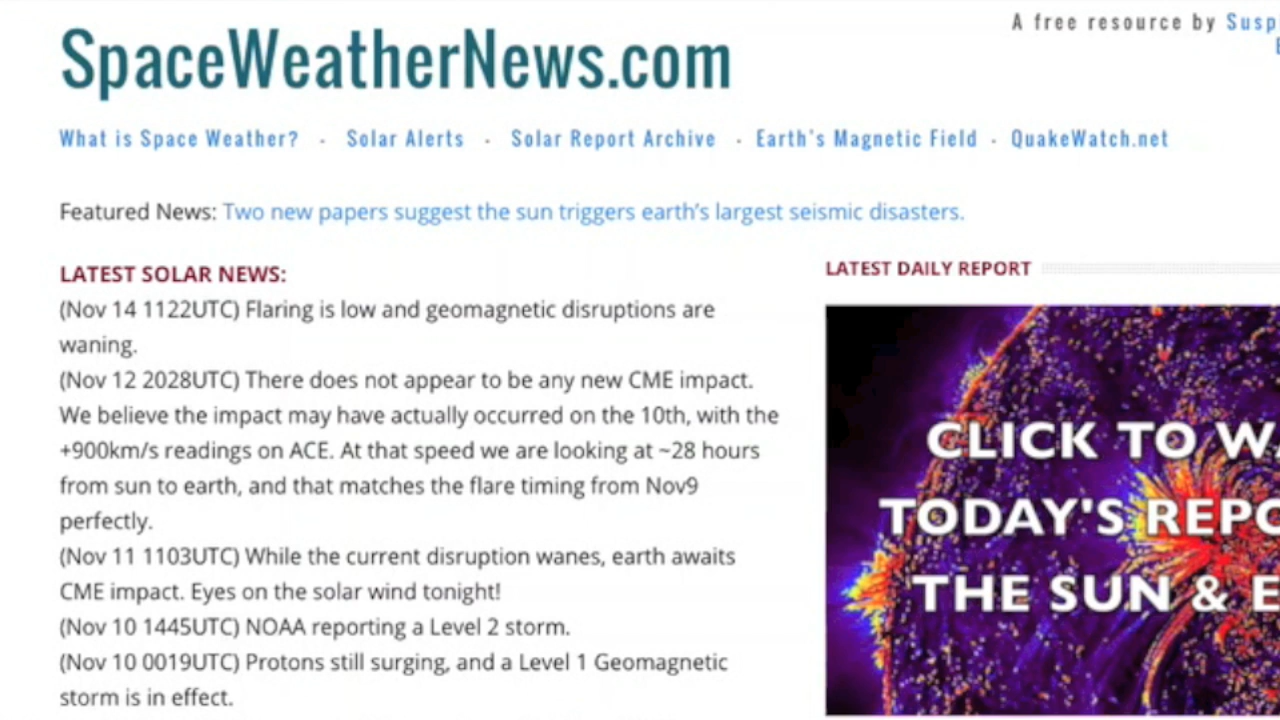 A free resource by
SpaceWeatherNews.com
What is Space Weather? - Solar Alerts - Solar Report Archive - Earth's Magnetic Field - QuakeWatch.net
Featured News: Two new papers suggest the sun triggers earth's largest seismic disasters.
LATEST SOLAR NEWS:
(Nov 14 1122UTC) Flaring is low and geomagnetic disruptions are
waning.
(Nov 12 2028UTC) There does not appear to be any new CME impact.
We believe the impact may have actually occurred on the 10th, with the
+900km/s readings on ACE. At that speed we are looking at ~28 hours
from sun to earth, and that matches the flare timing from Nov9
perfectly.
(Nov 11 1103UTC) While the current disruption wanes, earth awaits
CME impact. Eyes on the solar wind tonight!
(Nov 10 1445UTC) NOAA reporting a Level 2 storm.
(Nov 10 0019UTC) Protons still surging, and a Level 1 Geomagnetic
storm is in effect.
LATEST DAILY REPORT
CLICK TO
TODAY'S
THE SUN &